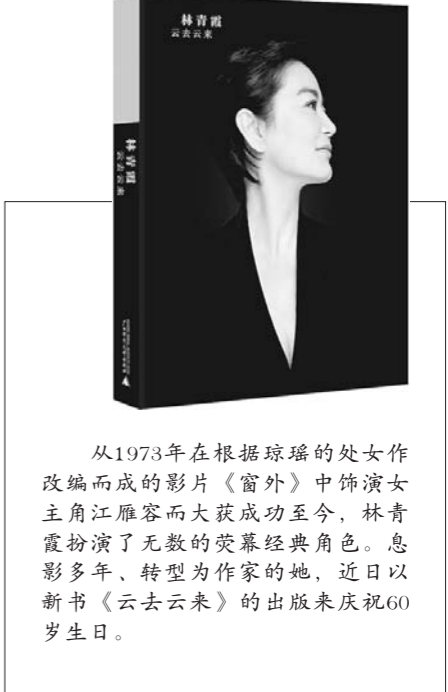 林青霞
云去云来
林青霞
云去云来
从1973年在根据琼瑶的处女作
改编而成的影片《窗外》中饰演女
主角江雁容而大获成功至今，林青
霞扮演了无数的荧幕经典角色。息
影多年、转型为作家的她，近日以
新书《云去云来》的出版来庆祝60
岁生日。